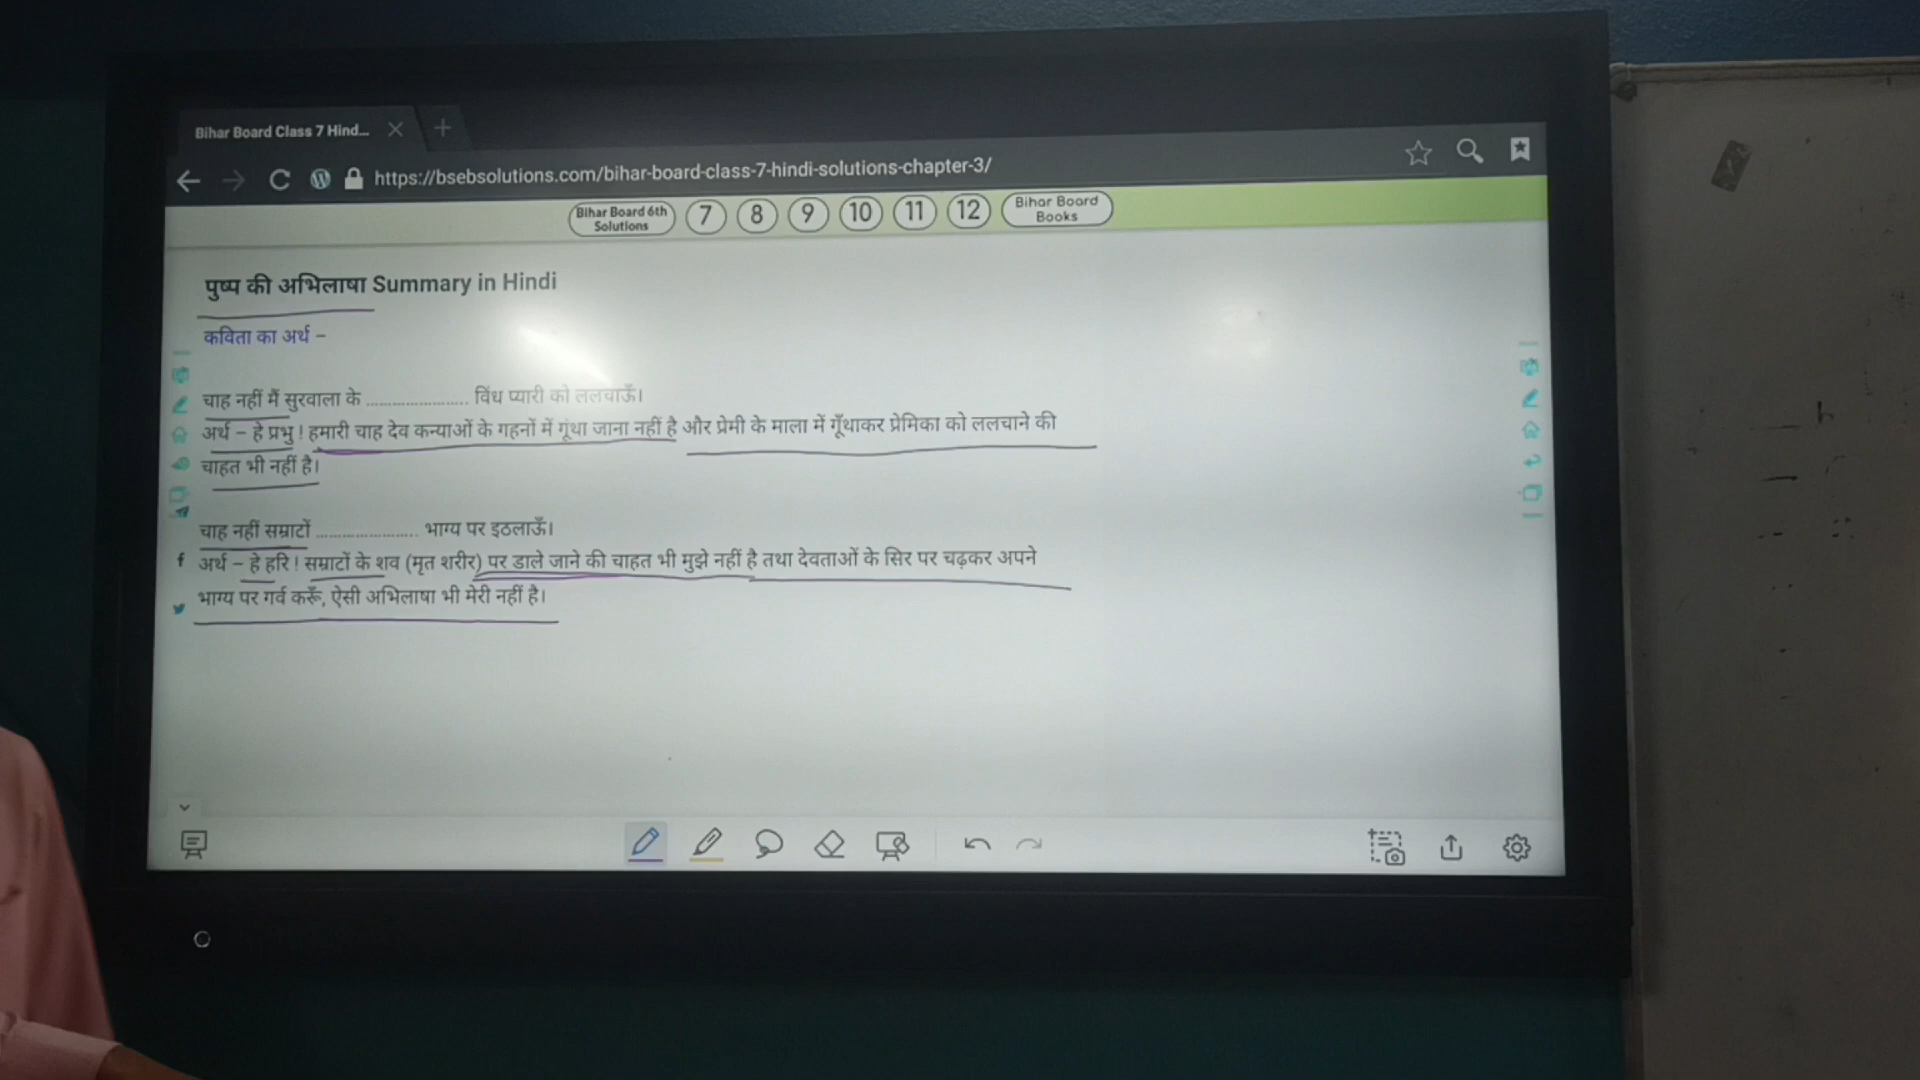 Bihar Board Class 7 Hind...
https://bsebsolutions.com/bihar-board-class-7-hindi-solutions-chapter-3/
Bihar Board 6th Solutions 7 8 9 10 11 12 Bihar Board Books
पुष्प की अभिलाषा Summary in Hindi
कविता का अर्थ –
चाह नहीं मैं सुरवाला के ........................ विंध प्यारी को ललचाऊँ।
अर्थ – हे प्रभु ! हमारी चाह देव कन्याओं के गहनों में गूंथा जाना नहीं है और प्रेमी के माला में गूँथाकर प्रेमिका को ललचाने की
चाहत भी नहीं है।
चाह नहीं सम्राटों ........................ भाग्य पर इठलाऊँ।
अर्थ – हे हरि ! सम्राटों के शव (मृत शरीर) पर डाले जाने की चाहत भी मुझे नहीं है तथा देवताओं के सिर पर चढ़कर अपने
भाग्य पर गर्व करूँ, ऐसी अभिलाषा भी मेरी नहीं है।